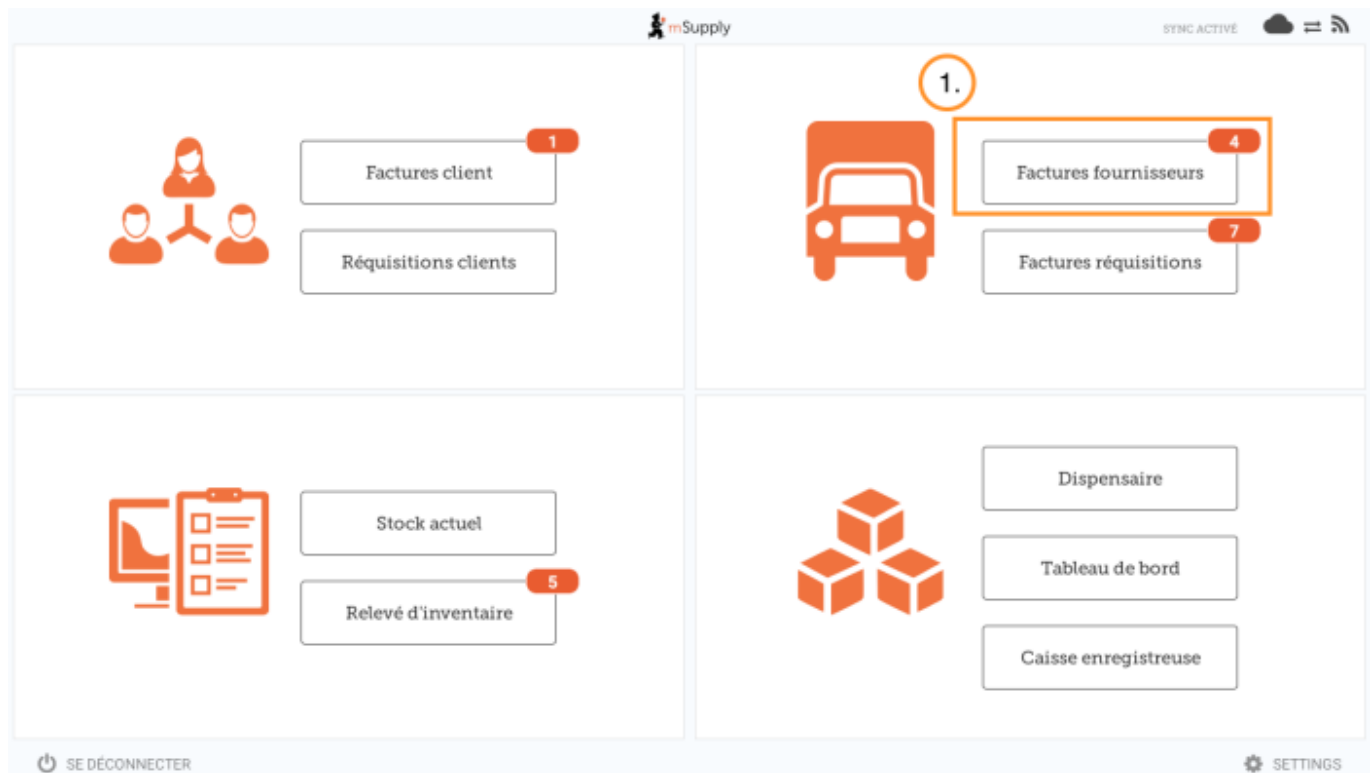 mSupply
SYNC ACTIVÉ
1
Factures client
Réquisitions clients
1.
4
Factures fournisseurs
7
Factures réquisitions
Stock actuel
5
Relevé d'inventaire
Dispensaire
Tableau de bord
Caisse enregistreuse
SE DÉCONNECTER
SETTINGS